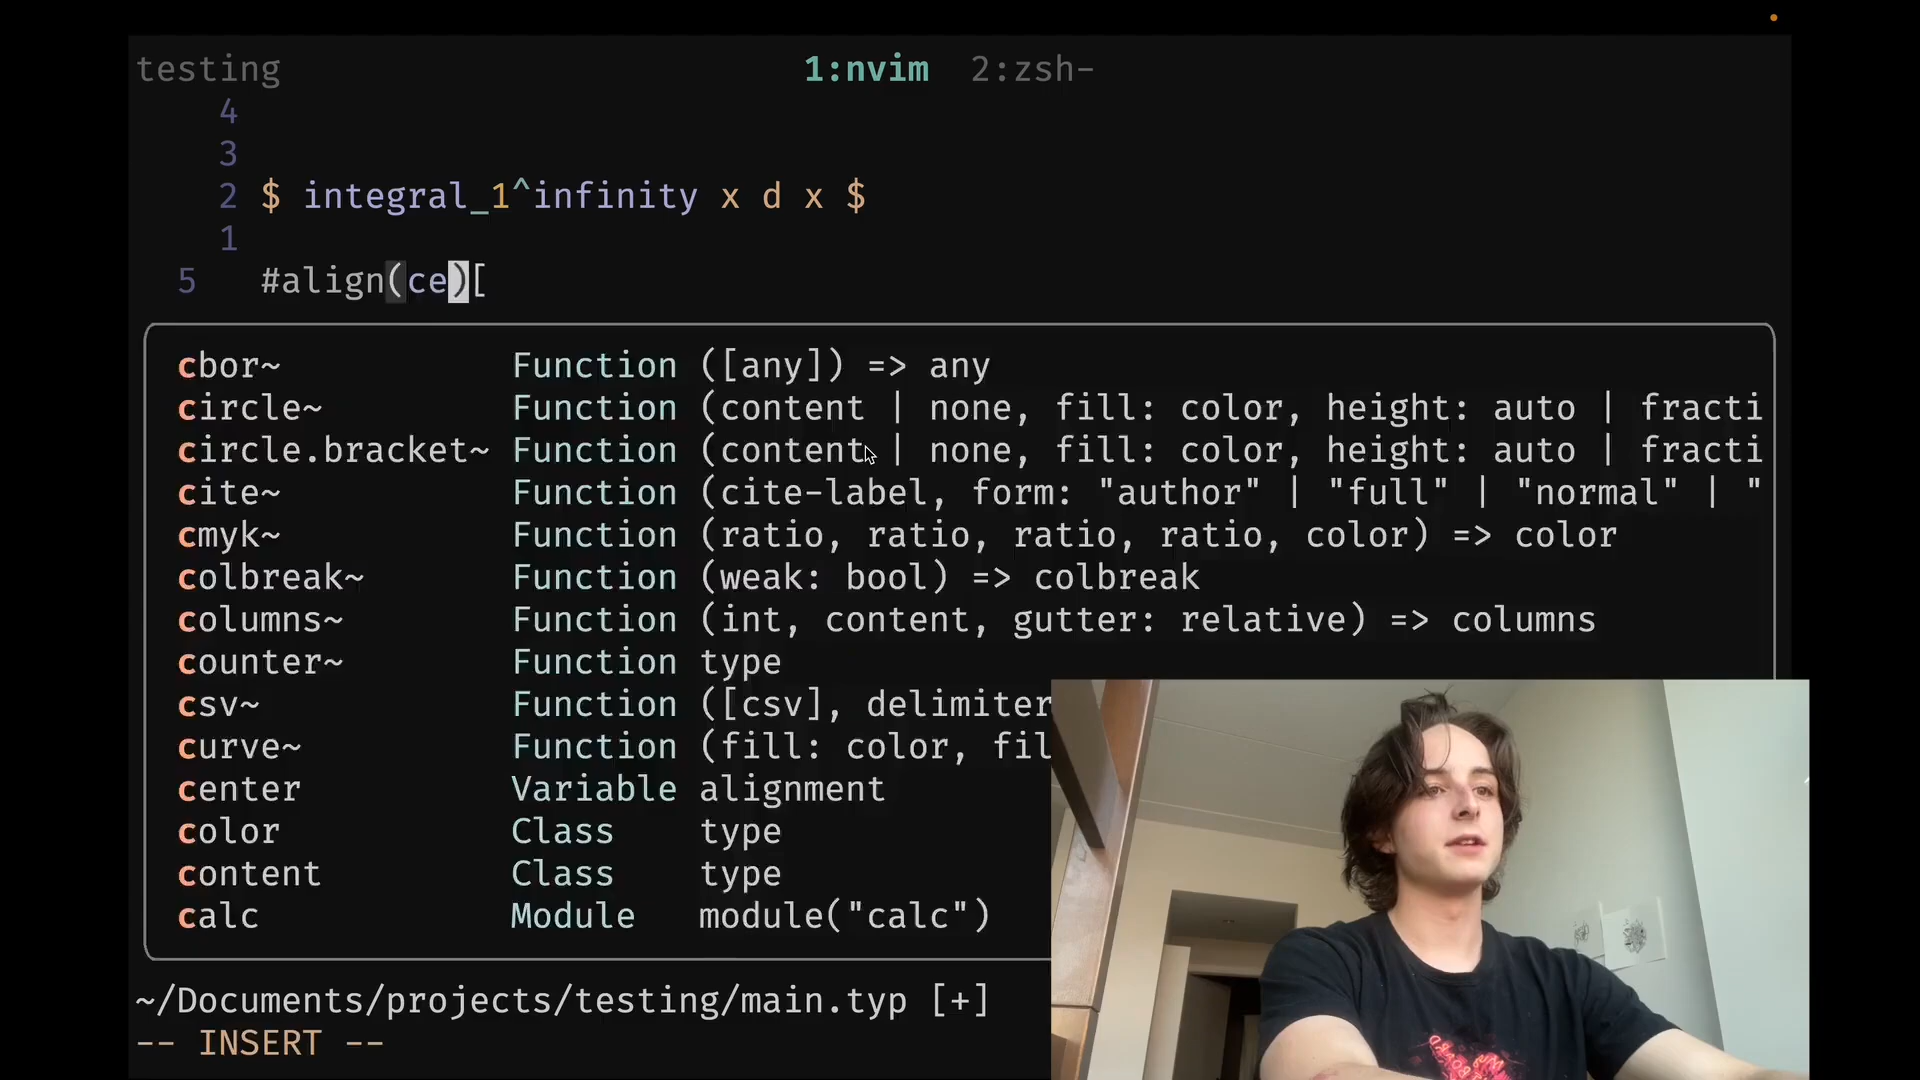 testing 1:nvim 2:zsh-
4
3
2 $ integral_1^infinity x d x $
1
5 #align(ce)[
cbor~ Function ([any]) => any
circle~ Function (content | none, fill: color, height: auto | fracti
circle.bracket~ Function (content | none, fill: color, height: auto | fracti
cite~ Function (cite-label, form: "author" | "full" | "normal" | "
cmyk~ Function (ratio, ratio, ratio, ratio, color) => color
colbreak~ Function (weak: bool) => colbreak
columns~ Function (int, content, gutter: relative) => columns
counter~ Function type
csv~ Function ([csv], delimiter
curve~ Function (fill: color, fil
center Variable alignment
color Class type
content Class type
calc Module module("calc")
~/Documents/projects/testing/main.typ [+]
-- INSERT --